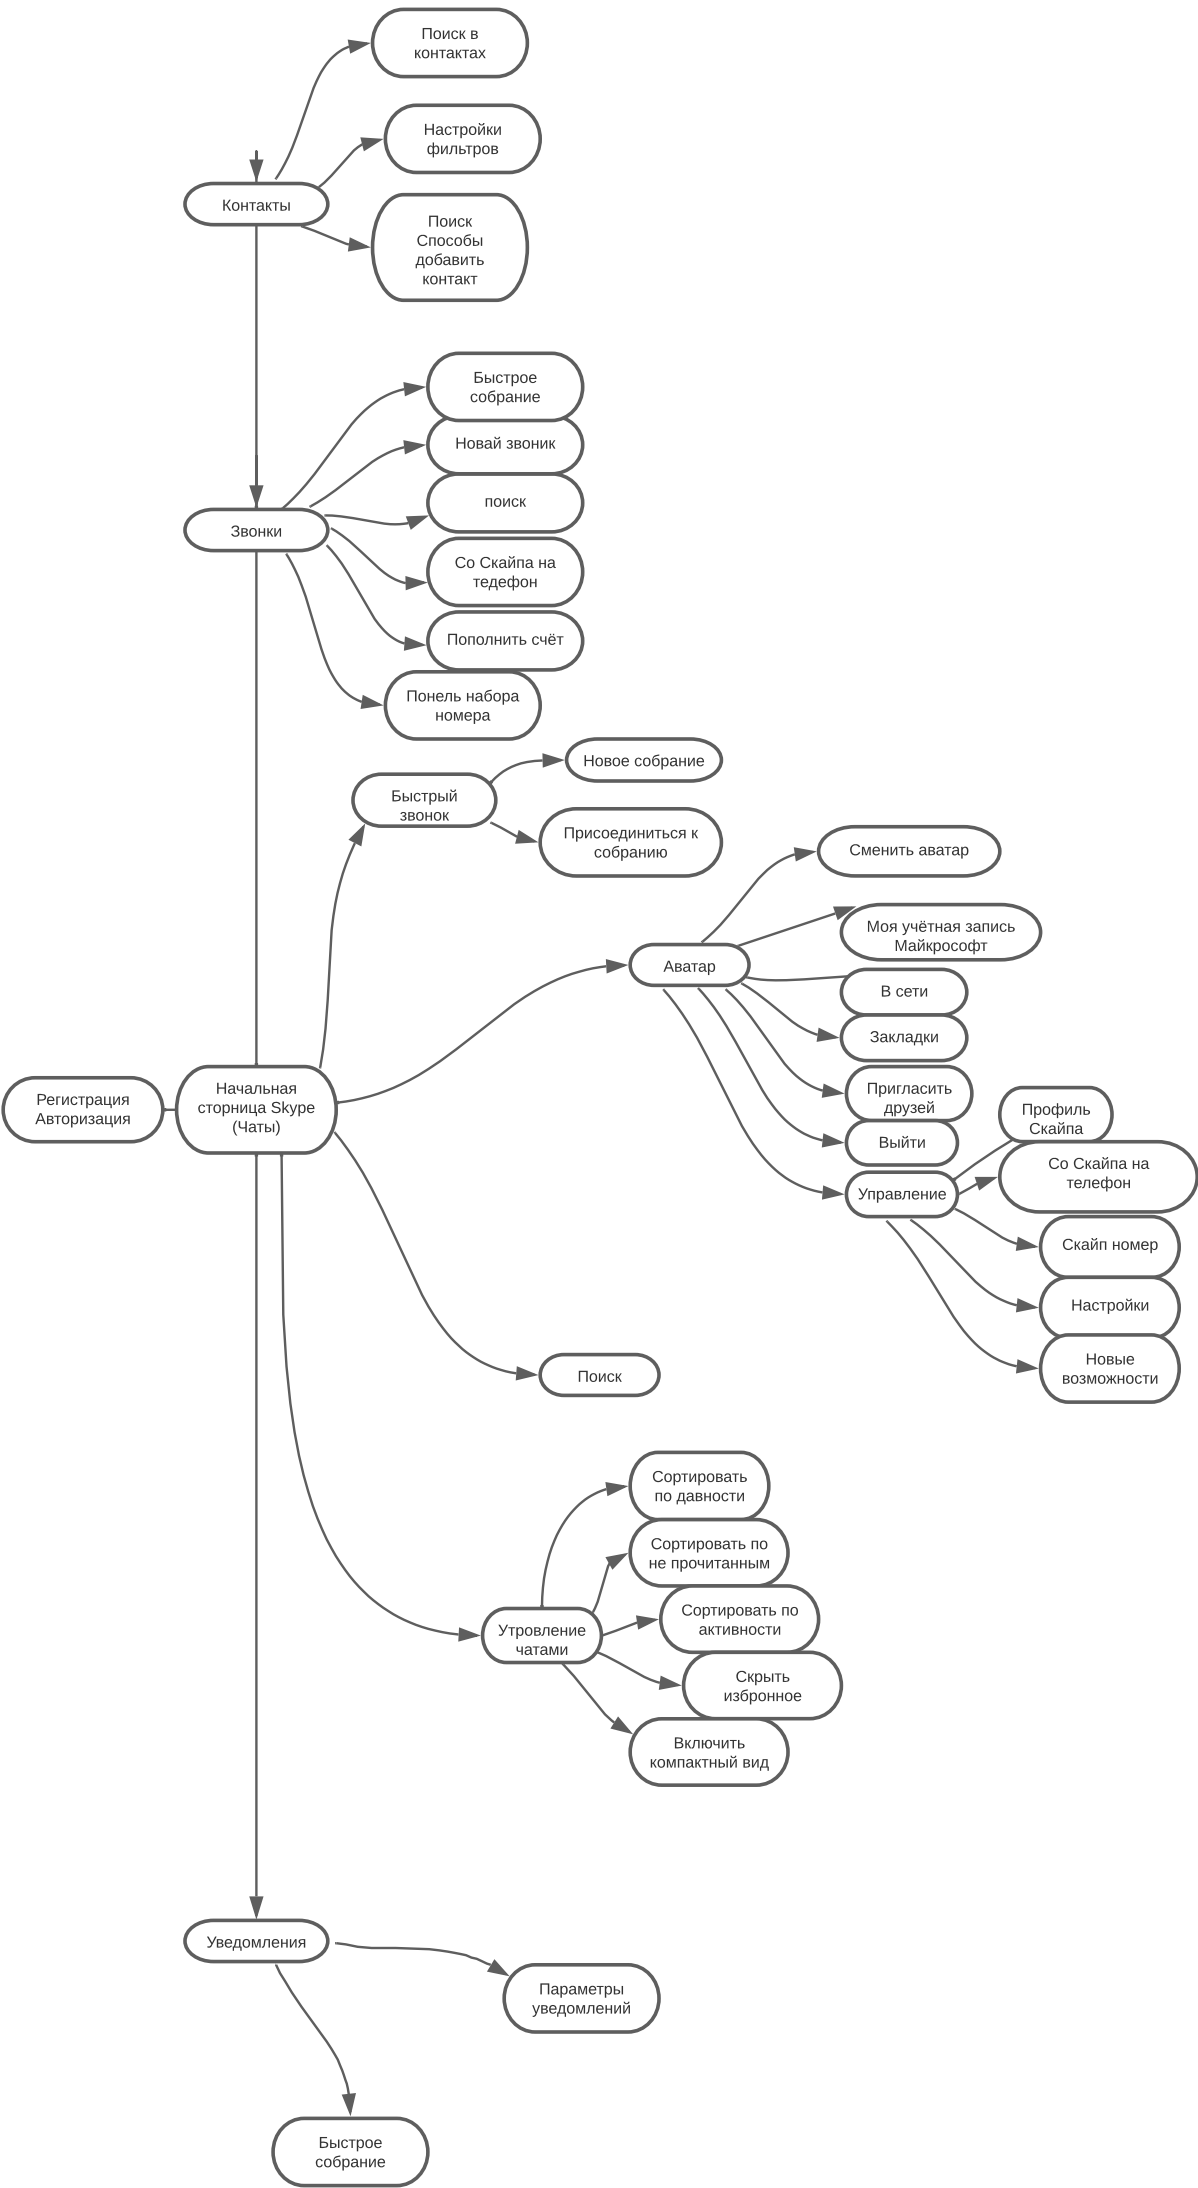 Поиск в
контактах
Настройки
фильтров
Контакты
Поиск
Способы
добавить
контакт
Быстрое
собрание
Новай звоник
поиск
Звонки
Со Скайпа на
тедефон
Пополнить счёт
Понель набора
номера
Новое собрание
Быстрый
звонок
Присоединиться к
собранию
Сменить аватар
Моя учётная запись
Майкрософт
Аватар
В сети
Закладки
Пригласить
друзей
Выйти
Управление
Профиль
Скайпа
Со Скайпа на
телефон
Скайп номер
Настройки
Новые
возможности
Регистрация
Авторизация
Начальная
сторница Skype
(Чаты)
Поиск
Сортировать
по давности
Сортировать по
не прочитанным
Сортировать по
активности
Утровление
чатами
Скрыть
избронное
Включить
компактный вид
Уведомления
Параметры
уведомлений
Быстрое
собрание